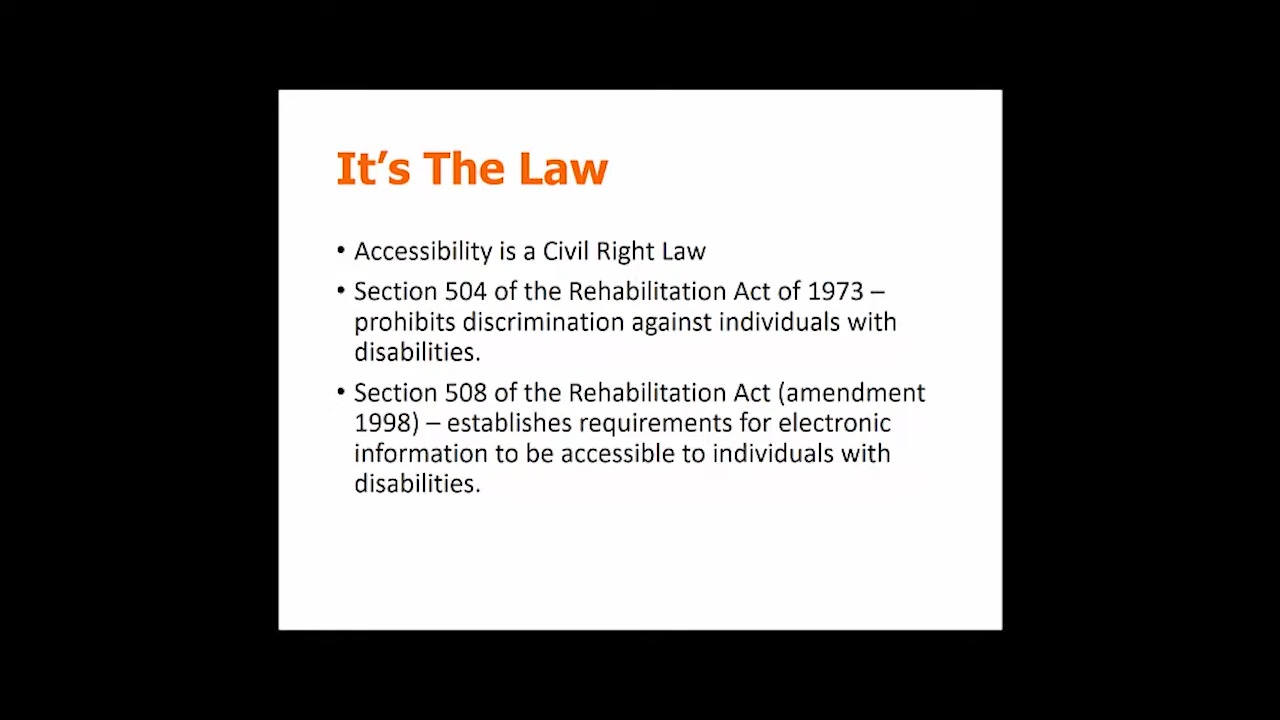 It’s The Law
• Accessibility is a Civil Right Law
• Section 504 of the Rehabilitation Act of 1973 –
prohibits discrimination against individuals with
disabilities.
• Section 508 of the Rehabilitation Act (amendment
1998) – establishes requirements for electronic
information to be accessible to individuals with
disabilities.